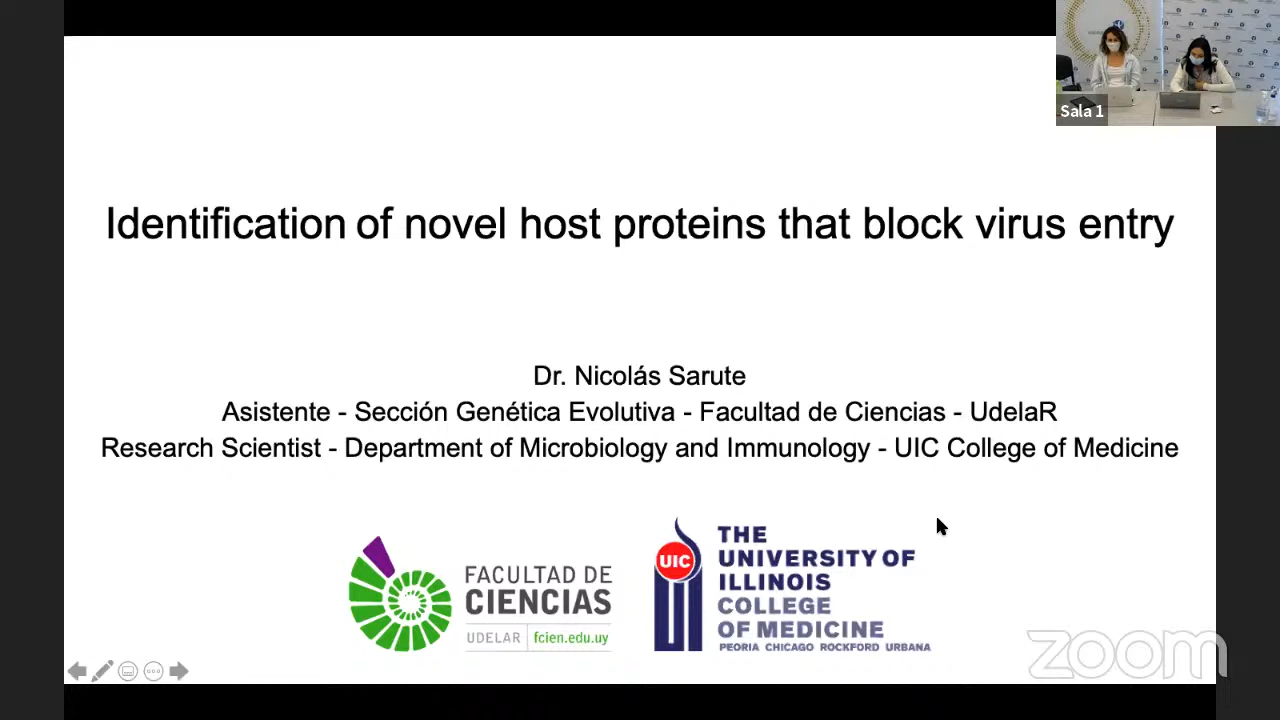 Sala 1
Identification of novel host proteins that block virus entry
Dr. Nicolás Sarute
Asistente - Sección Genética Evolutiva - Facultad de Ciencias - UdelaR
Research Scientist - Department of Microbiology and Immunology - UIC College of Medicine
FACULTAD DE
CIENCIAS
UDELAR fcien.edu.uy
UIC
THE
UNIVERSITY OF
ILLINOIS
COLLEGE
OF MEDICINE
PEORIA CHICAGO ROCKFORD URBANA
zoom